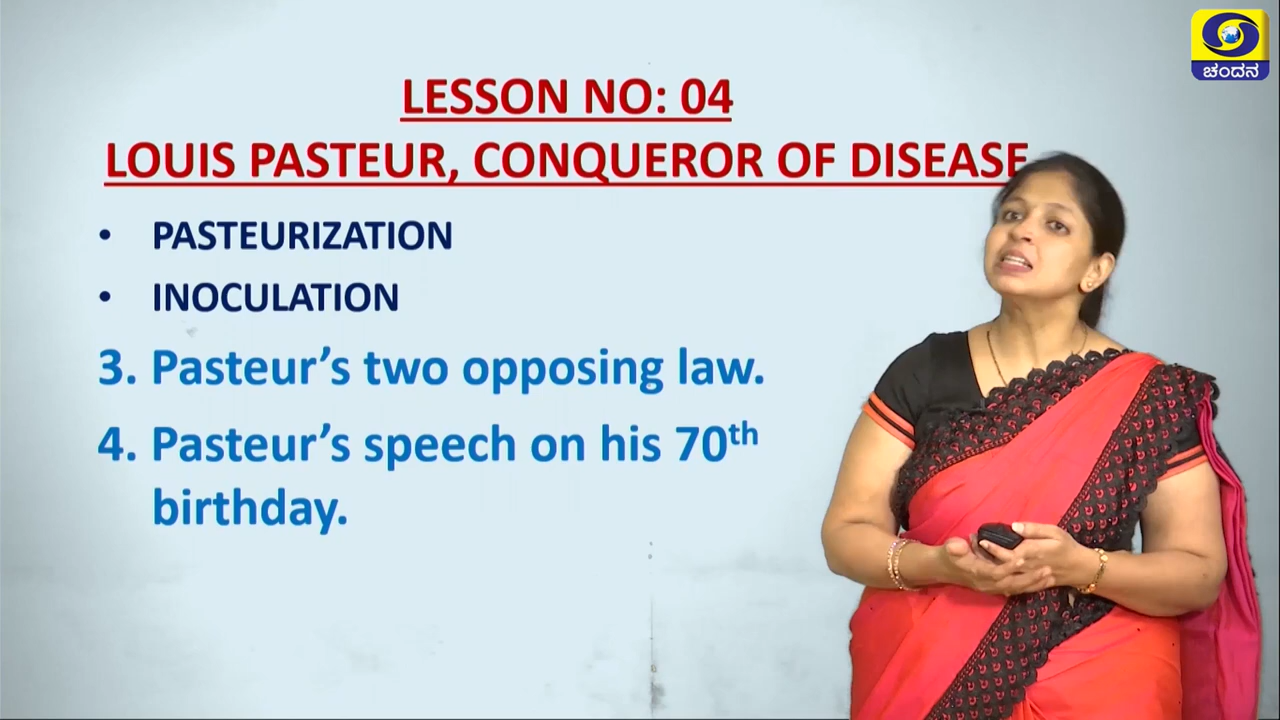 ಚಂದನ
LESSON NO: 04
LOUIS PASTEUR, CONQUEROR OF DISEASE
• PASTEURIZATION
• INOCULATION
3. Pasteur’s two opposing law.
4. Pasteur’s speech on his 70th
birthday.